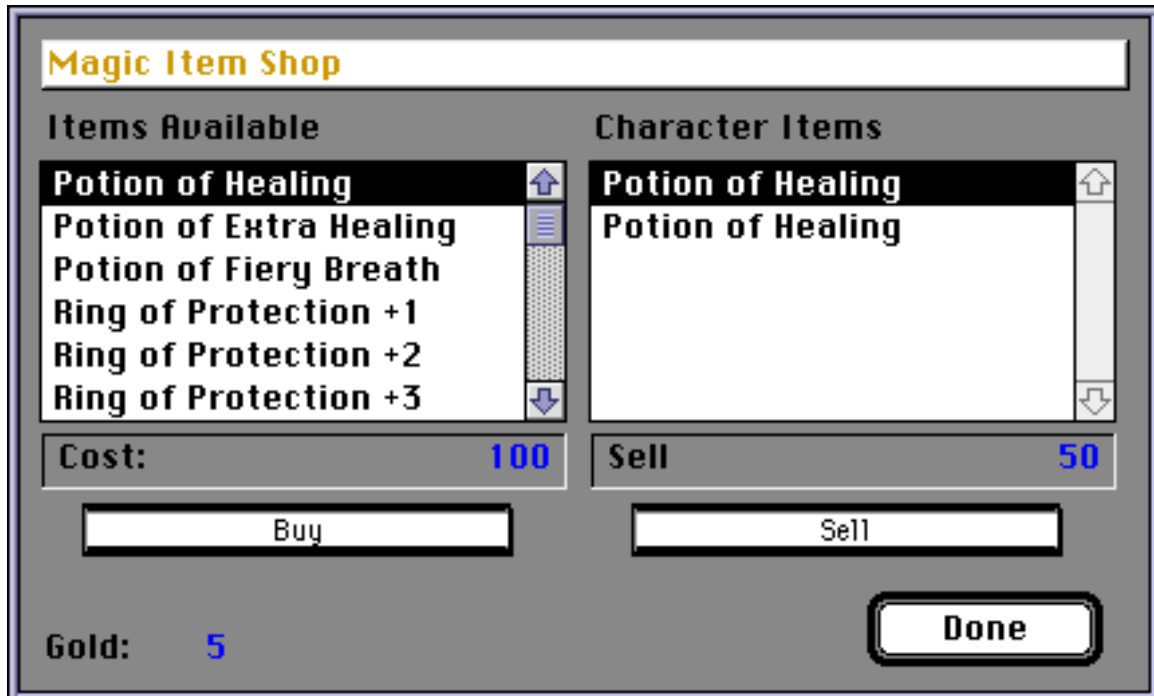 Magic Item Shop
Items Available
Potion of Healing
Potion of Extra Healing
Potion of Fiery Breath
Ring of Protection +1
Ring of Protection +2
Ring of Protection +3
Cost: 100
Buy
Character Items
Potion of Healing
Potion of Healing
Sell 50
Sell
Gold: 5
Done